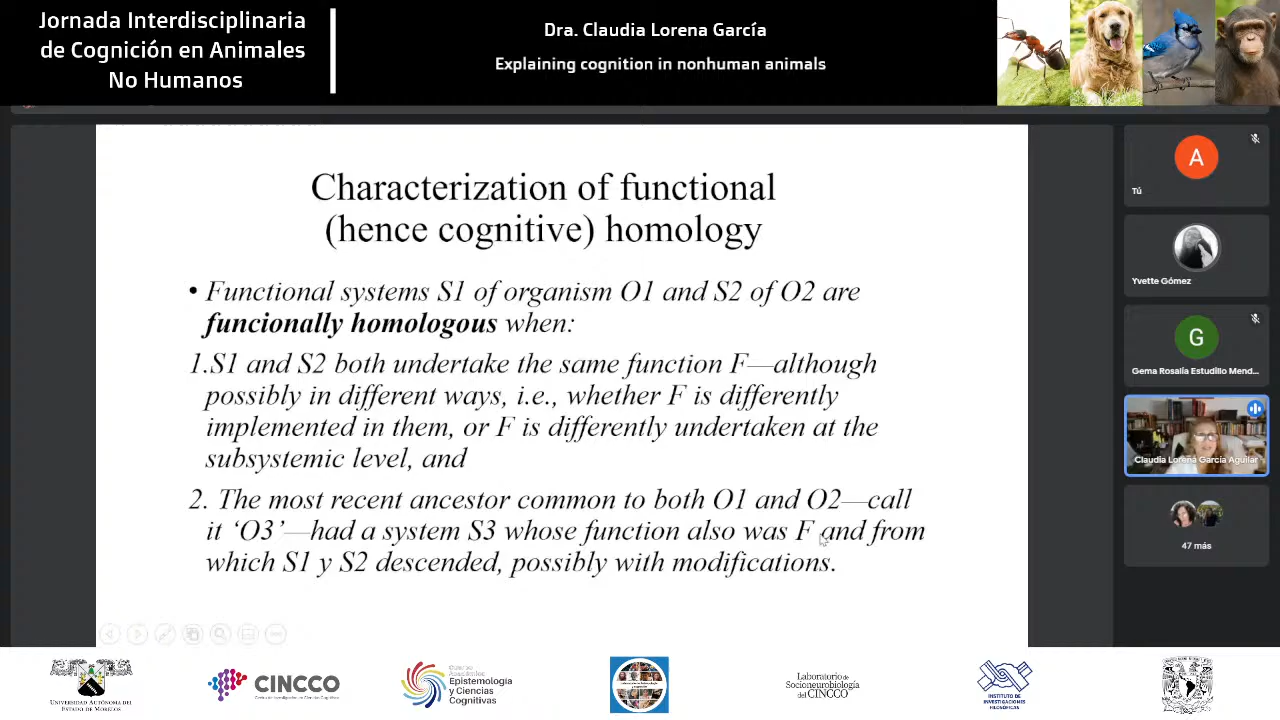 Jornada Interdisciplinaria
de Cognición en Animales
No Humanos
Dra. Claudia Lorena García
Explaining cognition in nonhuman animals
Characterization of functional
(hence cognitive) homology
• Functional systems S1 of organism O1 and S2 of O2 are
funcionally homologous when:
1.S1 and S2 both undertake the same function F—although
possibly in different ways, i.e., whether F is differently
implemented in them, or F is differently undertaken at the
subsystemic level, and
2. The most recent ancestor common to both O1 and O2—call
it ‘O3’—had a system S3 whose function also was F and from
which S1 y S2 descended, possibly with modifications.
A
Tú
Yvette Gómez
G
Gema Rosalía Estudillo Mend...
Claudia Lorena García Aguilar
47 más
UNIVERSIDAD AUTÓNOMA DEL
ESTADO DE MORELOS
CINCCO
Centro de Investigación en Ciencias Cognitivas
Epistemología
y Ciencias
Cognitivas
Laboratorio de
Socioneurobiología
del CINCCO
INSTITUTO DE
INVESTIGACIONES
FILOSÓFICAS